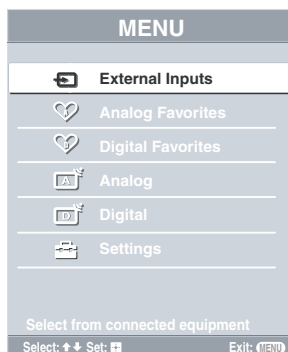 MENU
External Inputs
Analog Favorites
Digital Favorites
A Analog
D Digital
Settings
Select from connected equipment
Select: Set: Exit: MENU